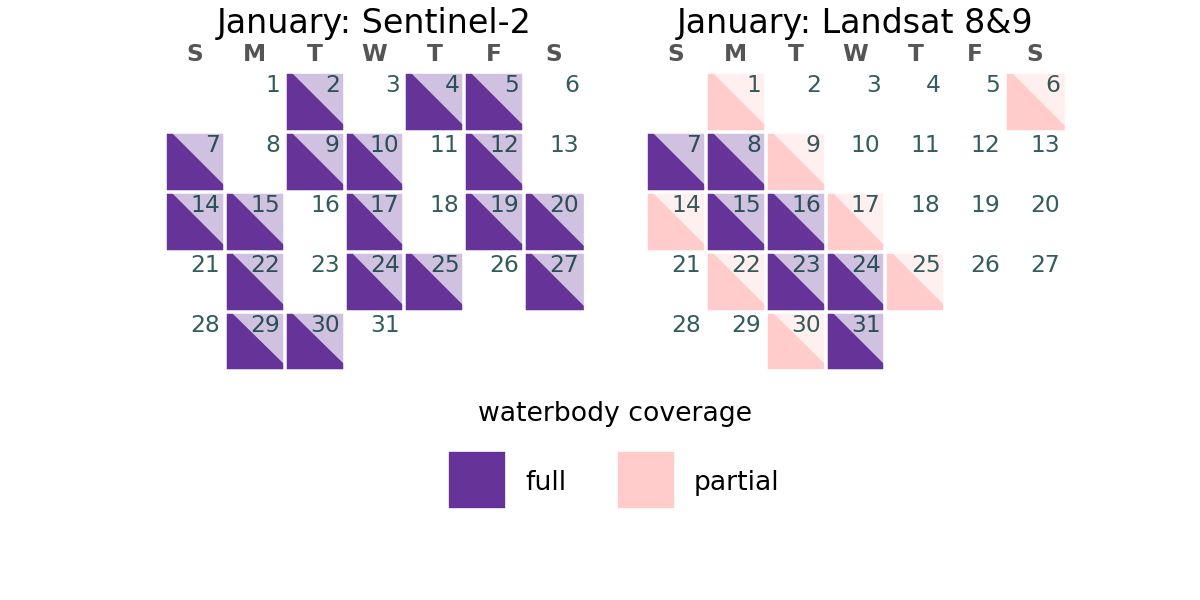 January: Sentinel-2
S M T W T F S
1 2 3 4 5 6
7 8 9 10 11 12 13
14 15 16 17 18 19 20
21 22 23 24 25 26 27
28 29 30 31
January: Landsat 8&9
S M T W T F S
1 2 3 4 5 6
7 8 9 10 11 12 13
14 15 16 17 18 19 20
21 22 23 24 25 26 27
28 29 30 31
waterbody coverage
full partial